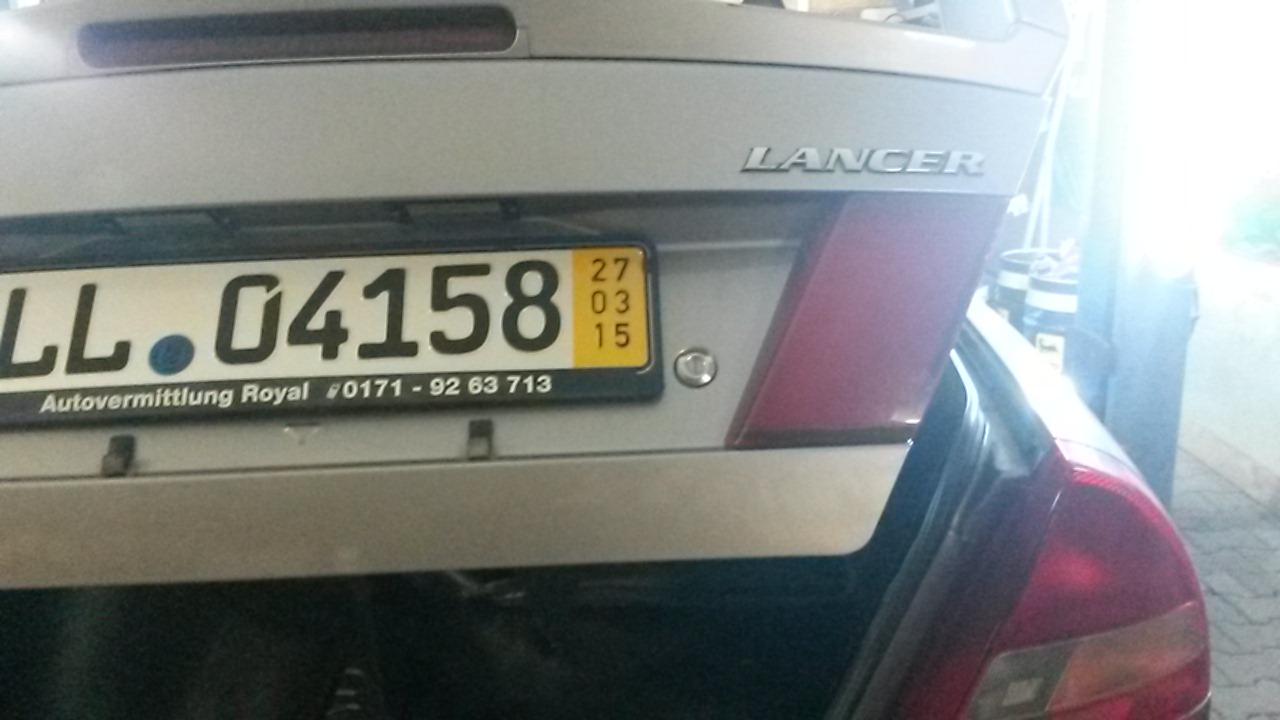 LANCER
LL 04158
27
03
15
Autovermittlung Royal 0171 - 92 63 713